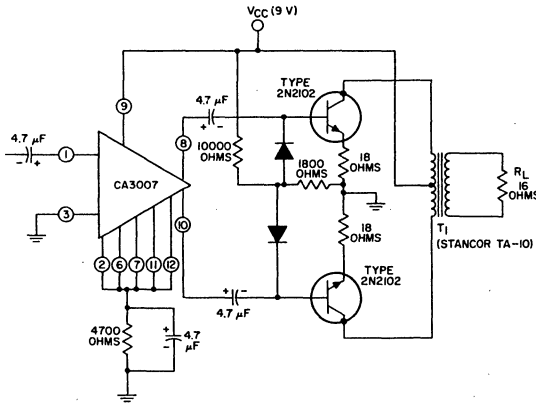 VCC (9 V)
4.7 µF
TYPE
2N2102
9
4.7 µF
+ -
8
10000
OHMS
18
OHMS
1800
OHMS
1
- +
CA3007
3
RL
16
OHMS
10
18
OHMS
T1
(STANCOR TA-10)
2
6
7
11
12
+ -
4.7 µF
TYPE
2N2102
4700
OHMS
+
-
4.7
µF